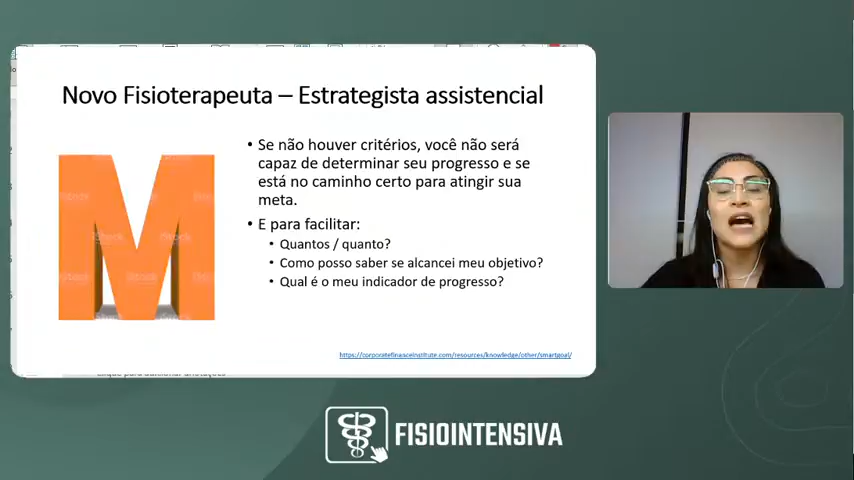 Novo Fisioterapeuta – Estrategista assistencial
M
• Se não houver critérios, você não será
capaz de determinar seu progresso e se
está no caminho certo para atingir sua
meta.
• E para facilitar:
• Quantos / quanto?
• Como posso saber se alcancei meu objetivo?
• Qual é o meu indicador de progresso?
https://corporatefinanceinstitute.com/resources/knowledge/other/smartgoal/
FISIOINTENSIVA